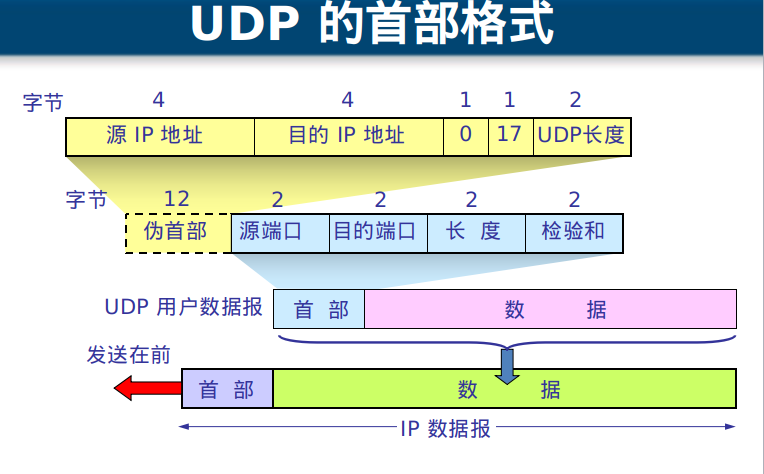 UDP 的首部格式
字节 4 4 1 1 2
源 IP 地址 目的 IP 地址 0 17 UDP长度
字节 12 2 2 2 2
伪首部 源端口 目的端口 长 度 检验和
UDP 用户数据报 首 部 数 据
发送在前
首 部 数 据
IP 数据报